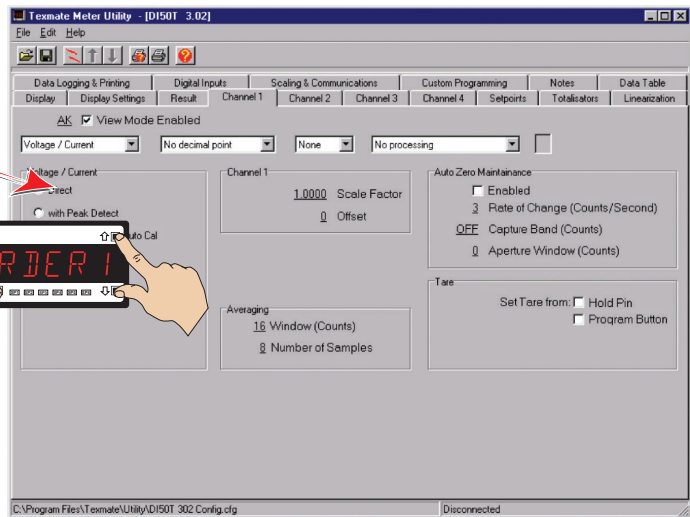 Texmate Meter Utility - [DI50T 3.02]
File Edit Help
Data Logging & Printing Digital Inputs Scaling & Communications Custom Programming Notes Data Table
Display Display Settings Result Channel 1 Channel 2 Channel 3 Channel 4 Setpoints Totalisators Linearization
AK View Mode Enabled
Voltage / Current No decimal point None No processing
Voltage / Current
Direct
with Peak Detect
uto Cal
RDER1
Channel 1
1.0000 Scale Factor
0 Offset
Averaging
16 Window (Counts)
8 Number of Samples
Auto Zero Maintainance
Enabled
3 Rate of Change (Counts/Second)
OFF Capture Band (Counts)
0 Aperture Window (Counts)
Tare
Set Tare from: Hold Pin
Program Button
C:\Program Files\Texmate\Utility\DI50T 302 Config.cfg Disconnected